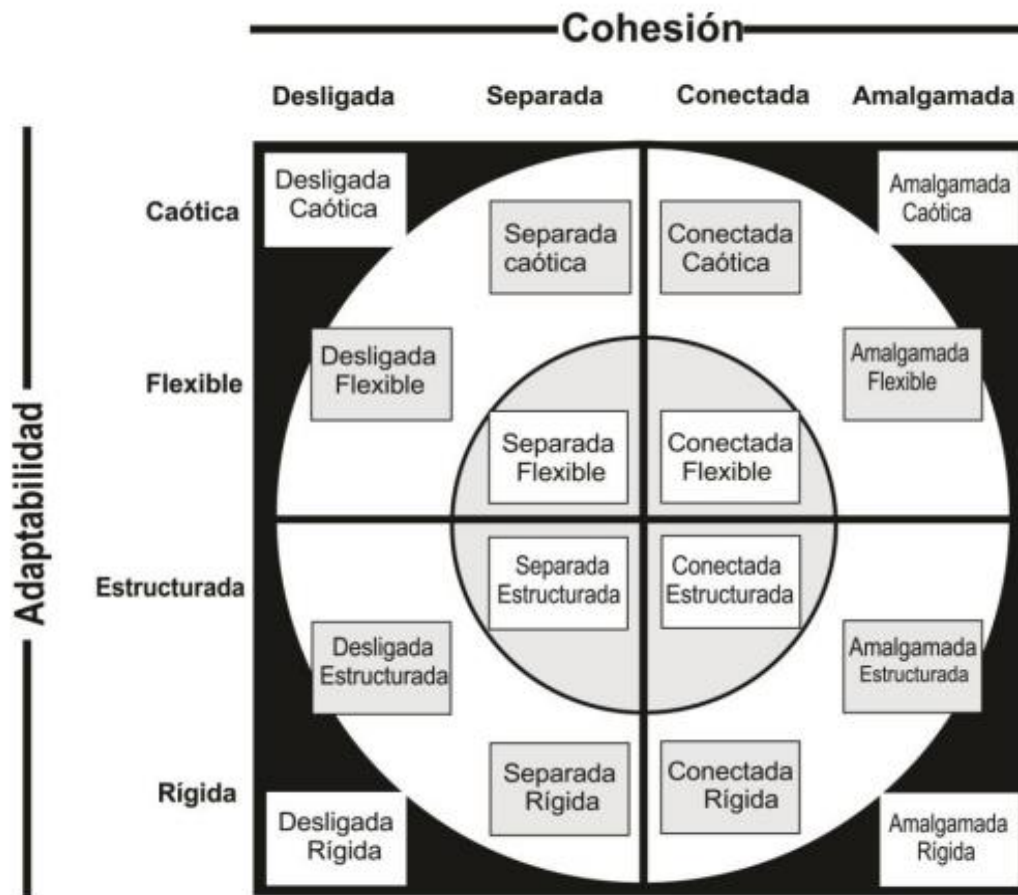 Cohesión
Desligada Separada Conectada Amalgamada
Adaptabilidad
Caótica
Desligada
Caótica
Separada
caótica
Conectada
Caótica
Amalgamada
Caótica
Flexible
Desligada
Flexible
Separada
Flexible
Conectada
Flexible
Amalgamada
Flexible
Estructurada
Desligada
Estructurada
Separada
Estructurada
Conectada
Estructurada
Amalgamada
Estructurada
Rígida
Desligada
Rígida
Separada
Rígida
Conectada
Rígida
Amalgamada
Rígida